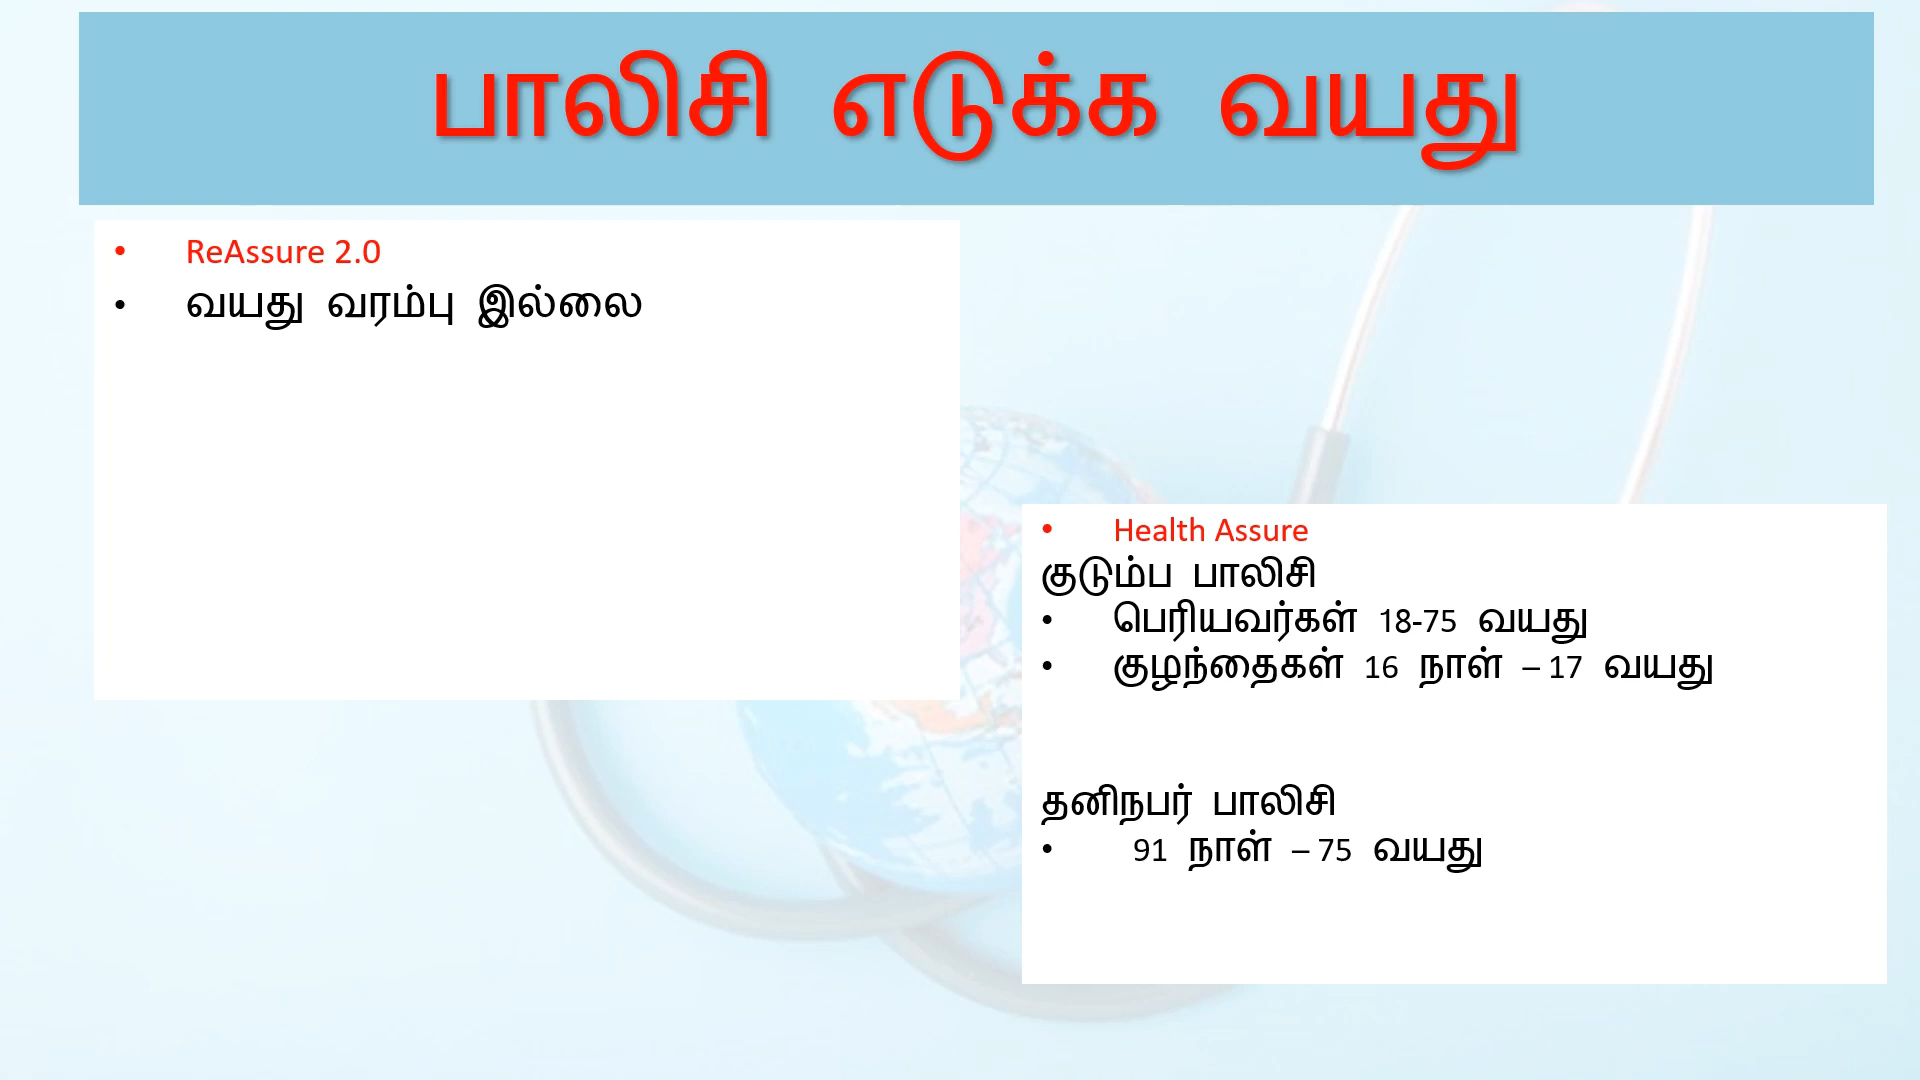 பாலிசி எடுக்க வயது
• ReAssure 2.0
• வயது வரம்பு இல்லை
• Health Assure
குடும்ப பாலிசி
• பெரியவர்கள் 18-75 வயது
• குழந்தைகள் 16 நாள் – 17 வயது
தனிநபர் பாலிசி
• 91 நாள் – 75 வயது